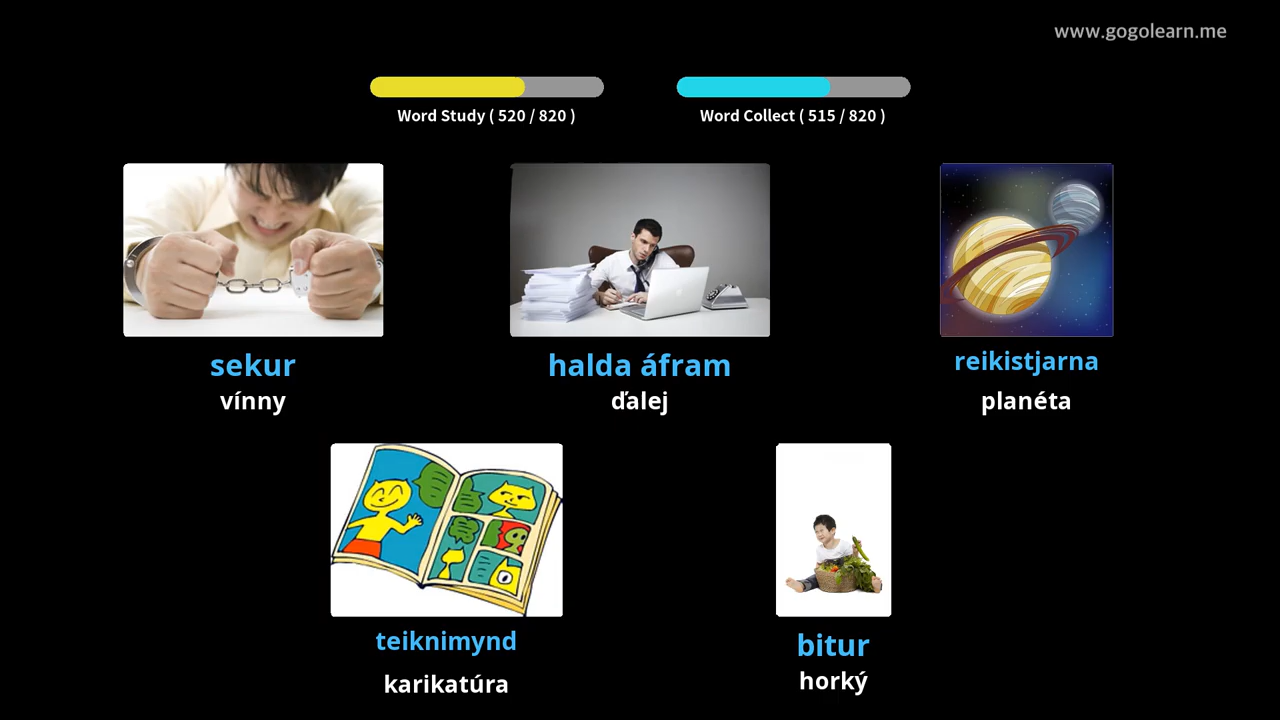 www.gogolearn.me
Word Study ( 520 / 820 )
Word Collect ( 515 / 820 )
sekur
vínny
halda áfram
ďalej
reikistjarna
planéta
teiknimynd
karikatúra
bitur
horký